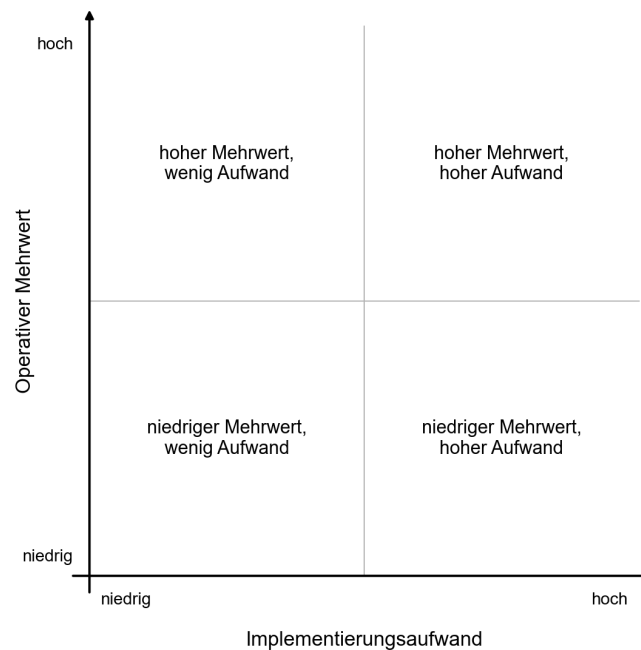 hoch
hoher Mehrwert,
wenig Aufwand
hoher Mehrwert,
hoher Aufwand
Operativer Mehrwert
niedriger Mehrwert,
wenig Aufwand
niedriger Mehrwert,
hoher Aufwand
niedrig
niedrig
hoch
Implementierungsaufwand